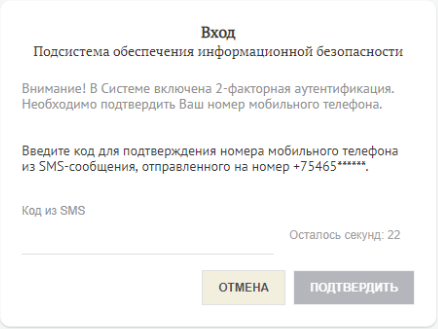 Вход
Подсистема обеспечения информационной безопасности
Внимание! В Системе включена 2-факторная аутентификация.
Необходимо подтвердить Ваш номер мобильного телефона.
Введите код для подтверждения номера мобильного телефона
из SMS-сообщения, отправленного на номер +75465******.
Код из SMS
Осталось секунд: 22
ОТМЕНА ПОДТВЕРДИТЬ